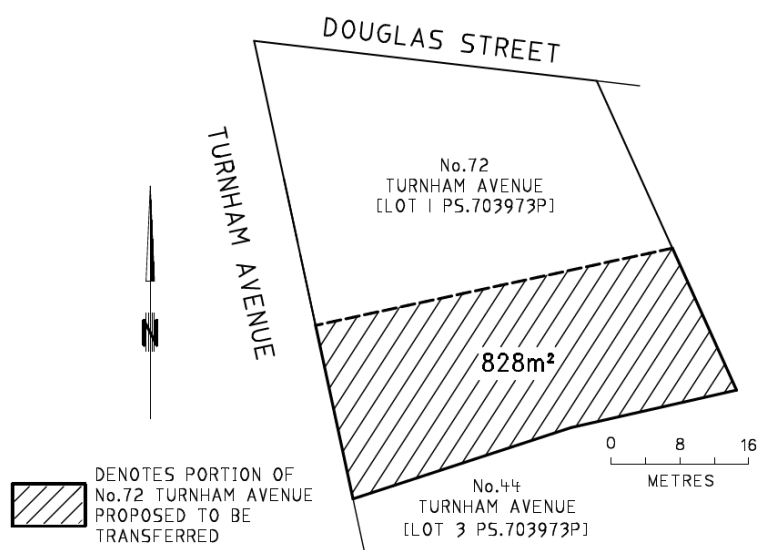 DOUGLAS STREET
TURNHAM AVENUE
No.72
TURNHAM AVENUE
[LOT 1 PS.703973P]
N
828m²
0 8 16
METRES
DENOTES PORTION OF
No.72 TURNHAM AVENUE
PROPOSED TO BE
TRANSFERRED
No.44
TURNHAM AVENUE
[LOT 3 PS.703973P]